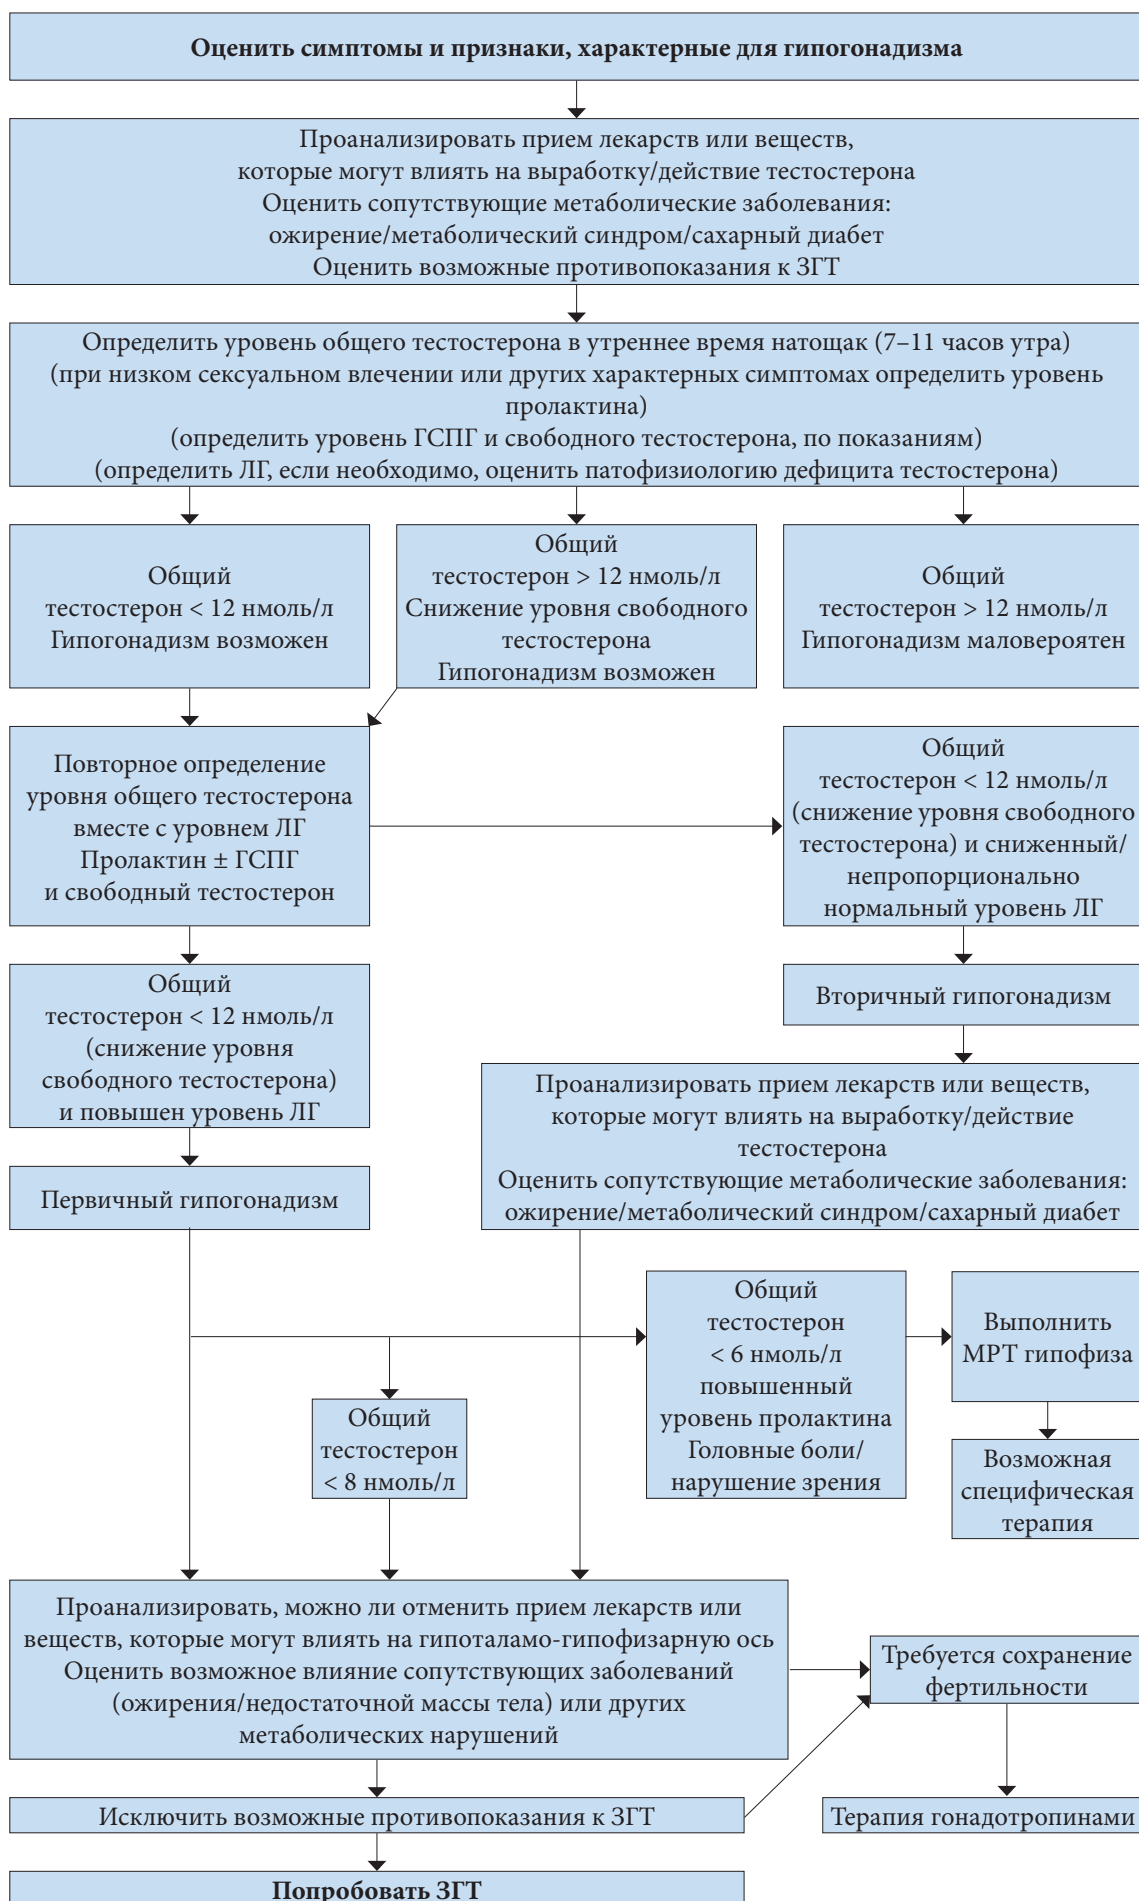 Оценить симптомы и признаки, характерные для гипогонадизма
Проанализировать прием лекарств или веществ,
которые могут влиять на выработку/действие тестостерона
Оценить сопутствующие метаболические заболевания:
ожирение/метаболический синдром/сахарный диабет
Оценить возможные противопоказания к ЗГТ
Определить уровень общего тестостерона в утреннее время натощак (7–11 часов утра)
(при низком сексуальном влечении или других характерных симптомах определить уровень
пролактина)
(определить уровень ГСПГ и свободного тестостерона, по показаниям)
(определить ЛГ, если необходимо, оценить патофизиологию дефицита тестостерона)
Общий
тестостерон < 12 нмоль/л
Гипогонадизм возможен
Общий
тестостерон > 12 нмоль/л
Снижение уровня свободного
тестостерона
Гипогонадизм возможен
Общий
тестостерон > 12 нмоль/л
Гипогонадизм маловероятен
Повторное определение
уровня общего тестостерона
вместе с уровнем ЛГ
Пролактин ± ГСПГ
и свободный тестостерон
Общий
тестостерон < 12 нмоль/л
(снижение уровня свободного
тестостерона) и сниженный/
непропорционально
нормальный уровень ЛГ
Общий
тестостерон < 12 нмоль/л
(снижение уровня
свободного тестостерона)
и повышен уровень ЛГ
Вторичный гипогонадизм
Проанализировать прием лекарств или веществ,
которые могут влиять на выработку/действие
тестостерона
Оценить сопутствующие метаболические заболевания:
ожирение/метаболический синдром/сахарный диабет
Первичный гипогонадизм
Общий
тестостерон
< 6 нмоль/л
повышенный
уровень пролактина
Головные боли/
нарушение зрения
Выполнить
МРТ гипофиза
Общий
тестостерон
< 8 нмоль/л
Возможная
специфическая
терапия
Проанализировать, можно ли отменить прием лекарств или
веществ, которые могут влиять на гипоталамо-гипофизарную ось
Оценить возможное влияние сопутствующих заболеваний
(ожирения/недостаточной массы тела) или других
метаболических нарушений
Требуется сохранение
фертильности
Исключить возможные противопоказания к ЗГТ
Терапия гонадотропинами
Попробовать ЗГТ